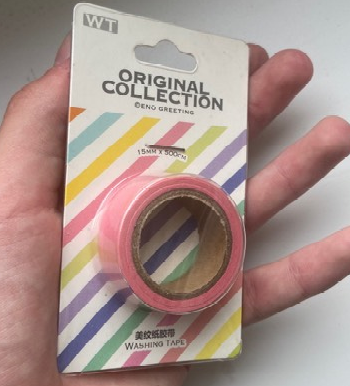 WT
ORIGINAL
COLLECTION
©ENO GREETING
15MM X 500CM
美纹纸胶带
WASHING TAPE